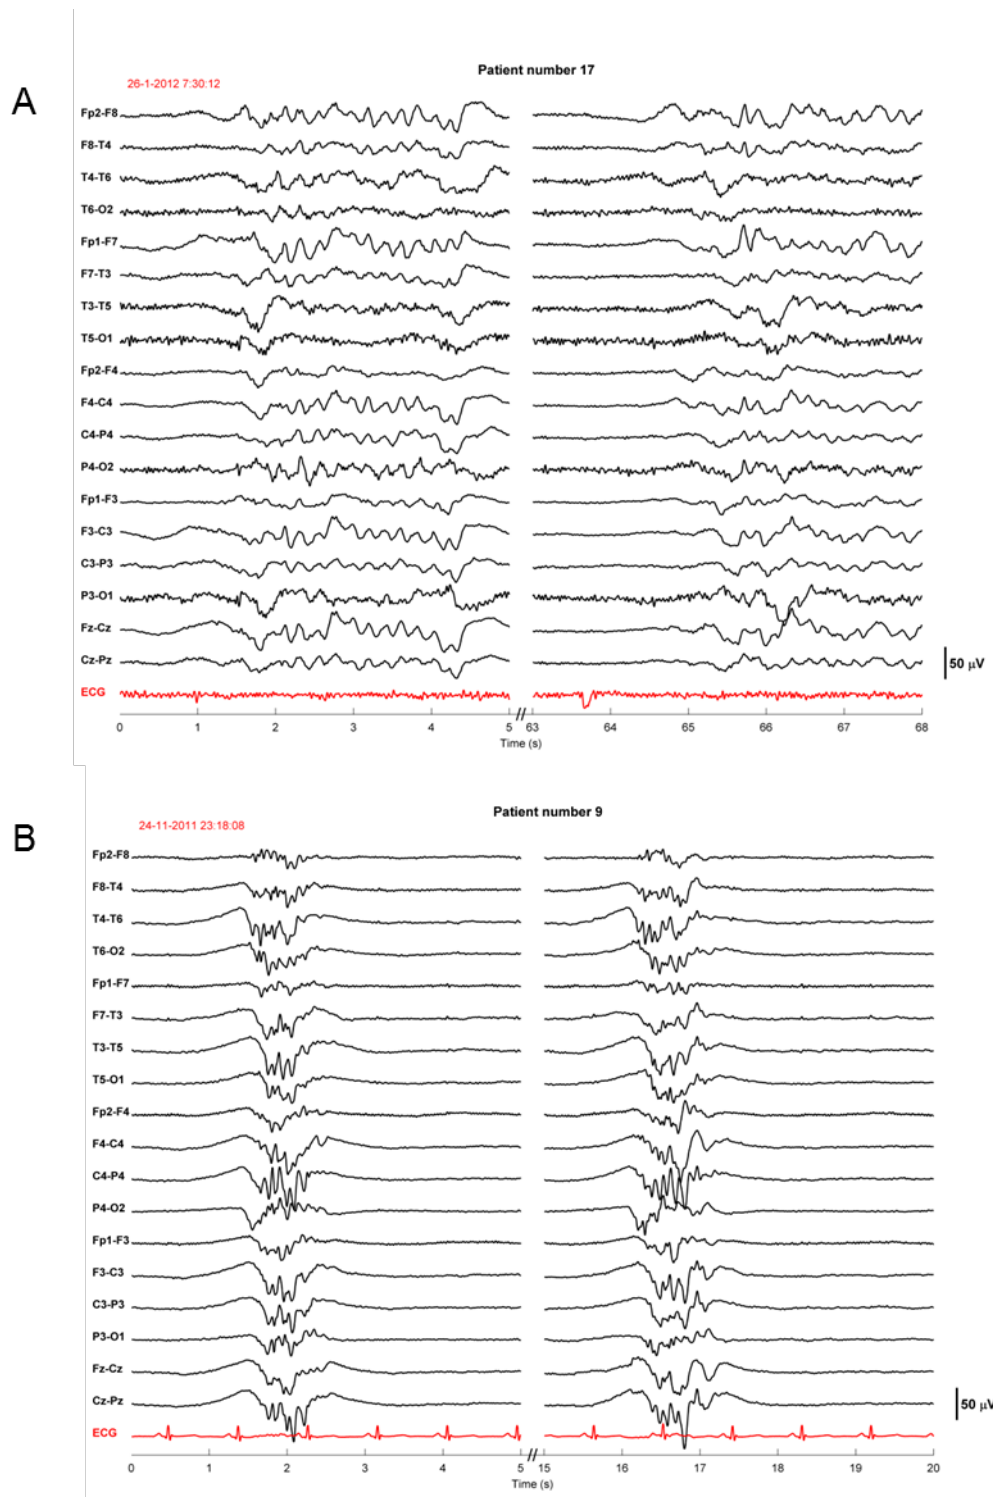 Patient number 17
26-1-2012 7:30:12
A
Fp2-F8
F8-T4
T4-T6
T6-O2
Fp1-F7
F7-T3
T3-T5
T5-O1
Fp2-F4
F4-C4
C4-P4
P4-O2
Fp1-F3
F3-C3
C3-P3
P3-O1
Fz-Cz
Cz-Pz
50 µV
ECG
0 1 2 3 4 5 // 63 64 65 66 67 68
Time (s)
Patient number 9
24-11-2011 23:18:08
B
Fp2-F8
F8-T4
T4-T6
T6-O2
Fp1-F7
F7-T3
T3-T5
T5-O1
Fp2-F4
F4-C4
C4-P4
P4-O2
Fp1-F3
F3-C3
C3-P3
P3-O1
Fz-Cz
Cz-Pz
50 µV
ECG
0 1 2 3 4 5 // 15 16 17 18 19 20
Time (s)